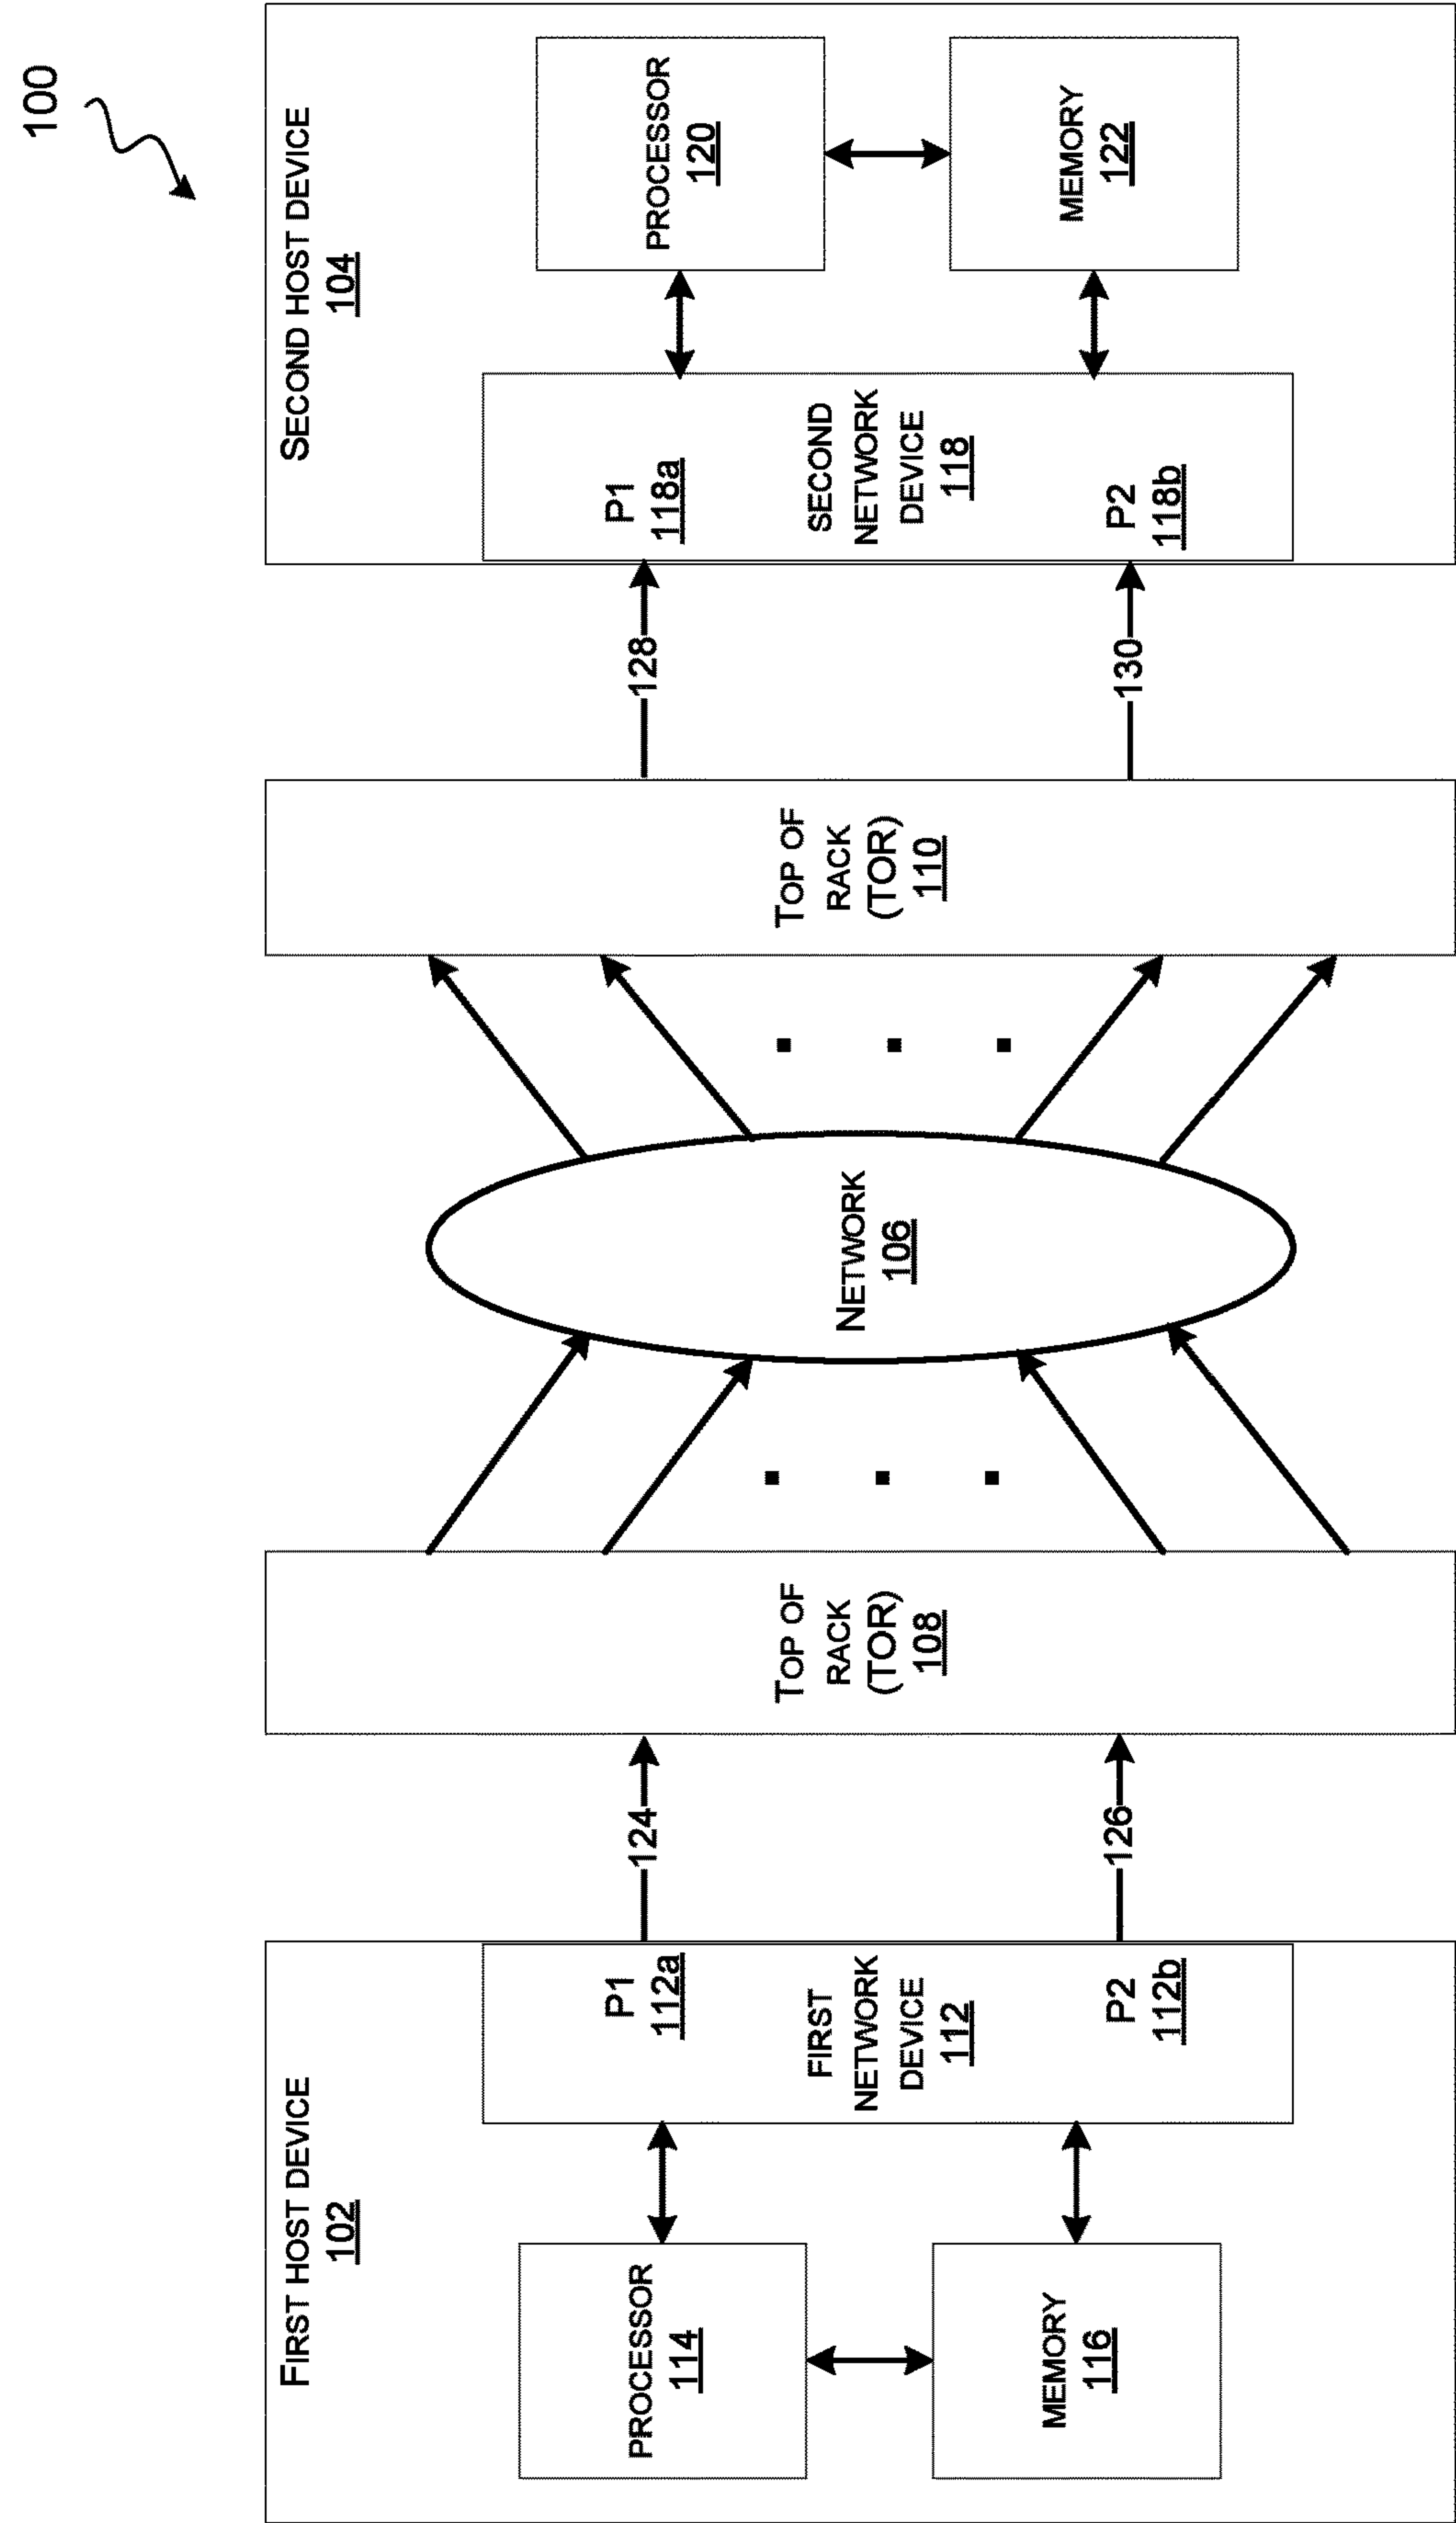 100
FIRST HOST DEVICE
102
PROCESSOR
114
MEMORY
116
P1
112a
FIRST
NETWORK
DEVICE
112
P2
112b
124
126
TOP OF
RACK
(TOR)
108
NETWORK
106
TOP OF
RACK
(TOR)
110
128
130
SECOND HOST DEVICE
104
P1
118a
SECOND
NETWORK
DEVICE
118
P2
118b
PROCESSOR
120
MEMORY
122